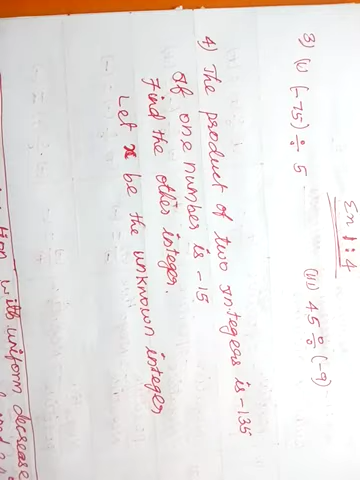 Ex 1:4
3) (i) (-75) ÷ 5 (iii) 45 ÷ (-9)
4) The product of two integers is -135
If one number is -15
Find the other integer.
Let x be the unknown integer
with uniform decrease